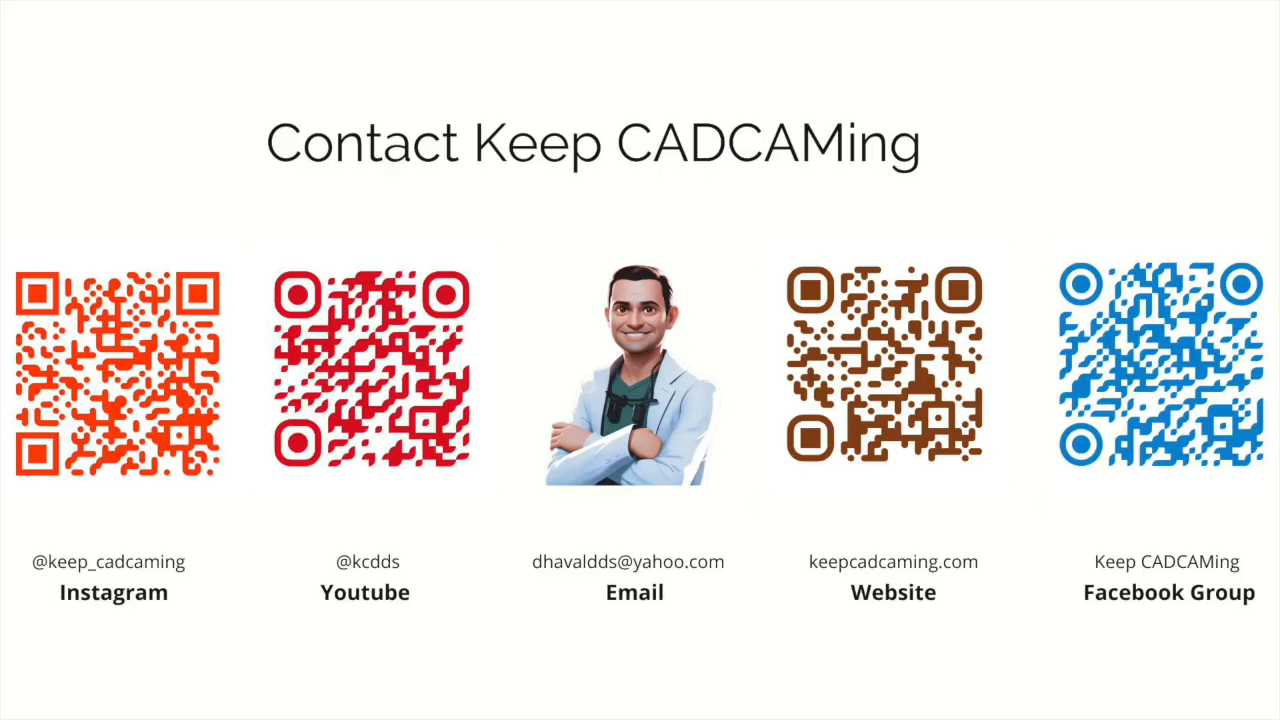 Contact Keep CADCAMing
@keep_cadcaming
Instagram
@kcdds
Youtube
dhavaldds@yahoo.com
Email
keepcadcaming.com
Website
Keep CADCAMing
Facebook Group